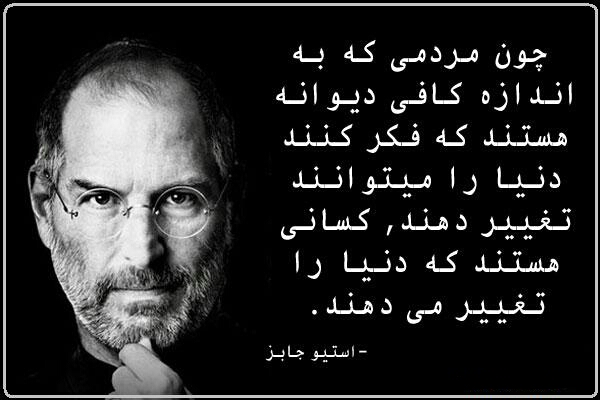 چون مردمی که به
اندازه کافی دیوانه
هستند که فکر کنند
دنیا را میتوانند
تغییر دهند, کسانی
هستند که دنیا را
تغییر می دهند.
-استیو جابز